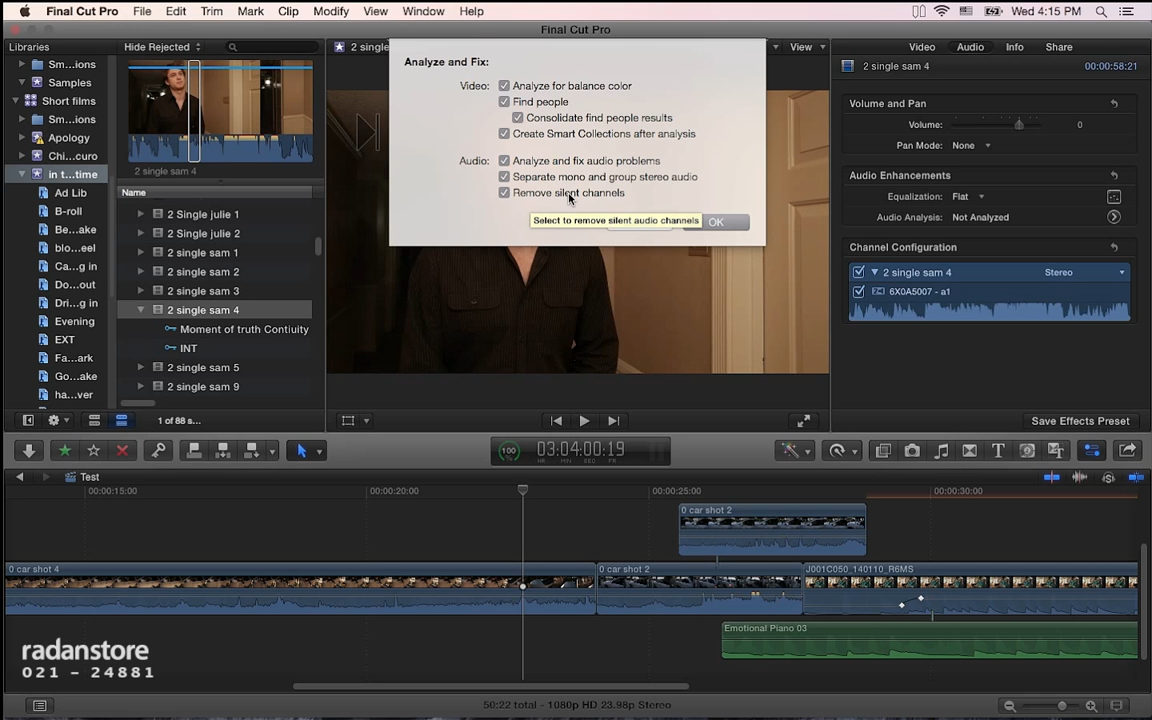 Final Cut Pro File Edit Trim Mark Clip Modify View Window Help Wed 4:15 PM
Final Cut Pro
Libraries
Hide Rejected
2 single
View
Video Audio Info Share
Sm...ions
Samples
Short films
Sm...ions
Apology
Chi...curo
in t...time
Ad Lib
B-roll
Be...ake
blo...eel
Ca...g in
Do...out
Dri...g in
Evening
EXT
Fa...ark
Go...ake
ha...ver
2 single sam 4
Name
2 Single julie 1
2 Single julie 2
2 single sam 1
2 single sam 2
2 single sam 3
2 single sam 4
Moment of truth Contiuity
INT
2 single sam 5
2 single sam 9
1 of 88 s...
Analyze and Fix:
Video: Analyze for balance color
Find people
Consolidate find people results
Create Smart Collections after analysis
Audio: Analyze and fix audio problems
Separate mono and group stereo audio
Remove silent channels
Select to remove silent audio channels
OK
2 single sam 4 00:00:58:21
Volume and Pan
Volume: 0
Pan Mode: None
Audio Enhancements
Equalization: Flat
Audio Analysis: Not Analyzed
Channel Configuration
2 single sam 4 Stereo
6X0A5007 - a1
Save Effects Preset
100 03:04:00:19
HR MIN SEC FR
Test
00:00:15:00 00:00:20:00 00:00:25:00 00:00:30:00
0 car shot 2
0 car shot 4 0 car shot 2 J001C050_140110_R6MS
Emotional Piano 03
radanstore
021 - 24881
50:22 total - 1080p HD 23.98p Stereo